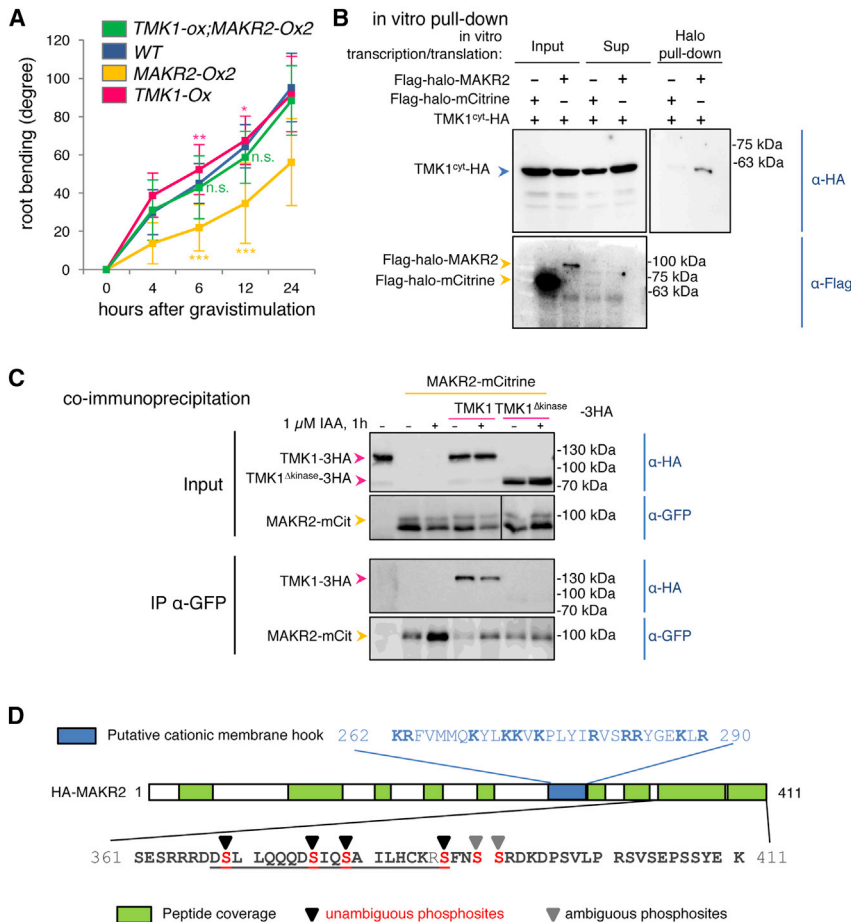 A
TMK1-ox;MAKR2-Ox2
WT
MAKR2-Ox2
TMK1-Ox
root bending (degree)
120
100
80
60
40
20
0
**
*
n.s.
n.s.
***
***
0 4 6 12 24
hours after gravistimulation
B
in vitro pull-down
in vitro
transcription/translation:
Input Sup Halo
pull-down
Flag-halo-MAKR2 – + – + – +
Flag-halo-mCitrine + – + – + –
TMK1cyt-HA + + + + + +
TMK1cyt-HA
-75 kDa
-63 kDa
α-HA
Flag-halo-MAKR2
Flag-halo-mCitrine
-100 kDa
-75 kDa
-63 kDa
α-Flag
C
co-immunoprecipitation
MAKR2-mCitrine
TMK1 TMK1Δkinase -3HA
1 µM IAA, 1h – – + – + – +
Input
TMK1-3HA
TMK1Δkinase-3HA
-130 kDa
-100 kDa
-70 kDa
α-HA
MAKR2-mCit
-100 kDa
α-GFP
IP α-GFP
TMK1-3HA
-130 kDa
-100 kDa
-70 kDa
α-HA
MAKR2-mCit
-100 kDa
α-GFP
D
Putative cationic membrane hook
262 KRFVMMQKYLKKVKPLYIRVSRRYGEKLR 290
HA-MAKR2 1 411
361 SESRRRDDSL LQQQDSIQSA ILHCKRSFNS SRDKDPSVLP RSVSEPSSYE K 411
Peptide coverage
unambiguous phosphosites
ambiguous phosphosites